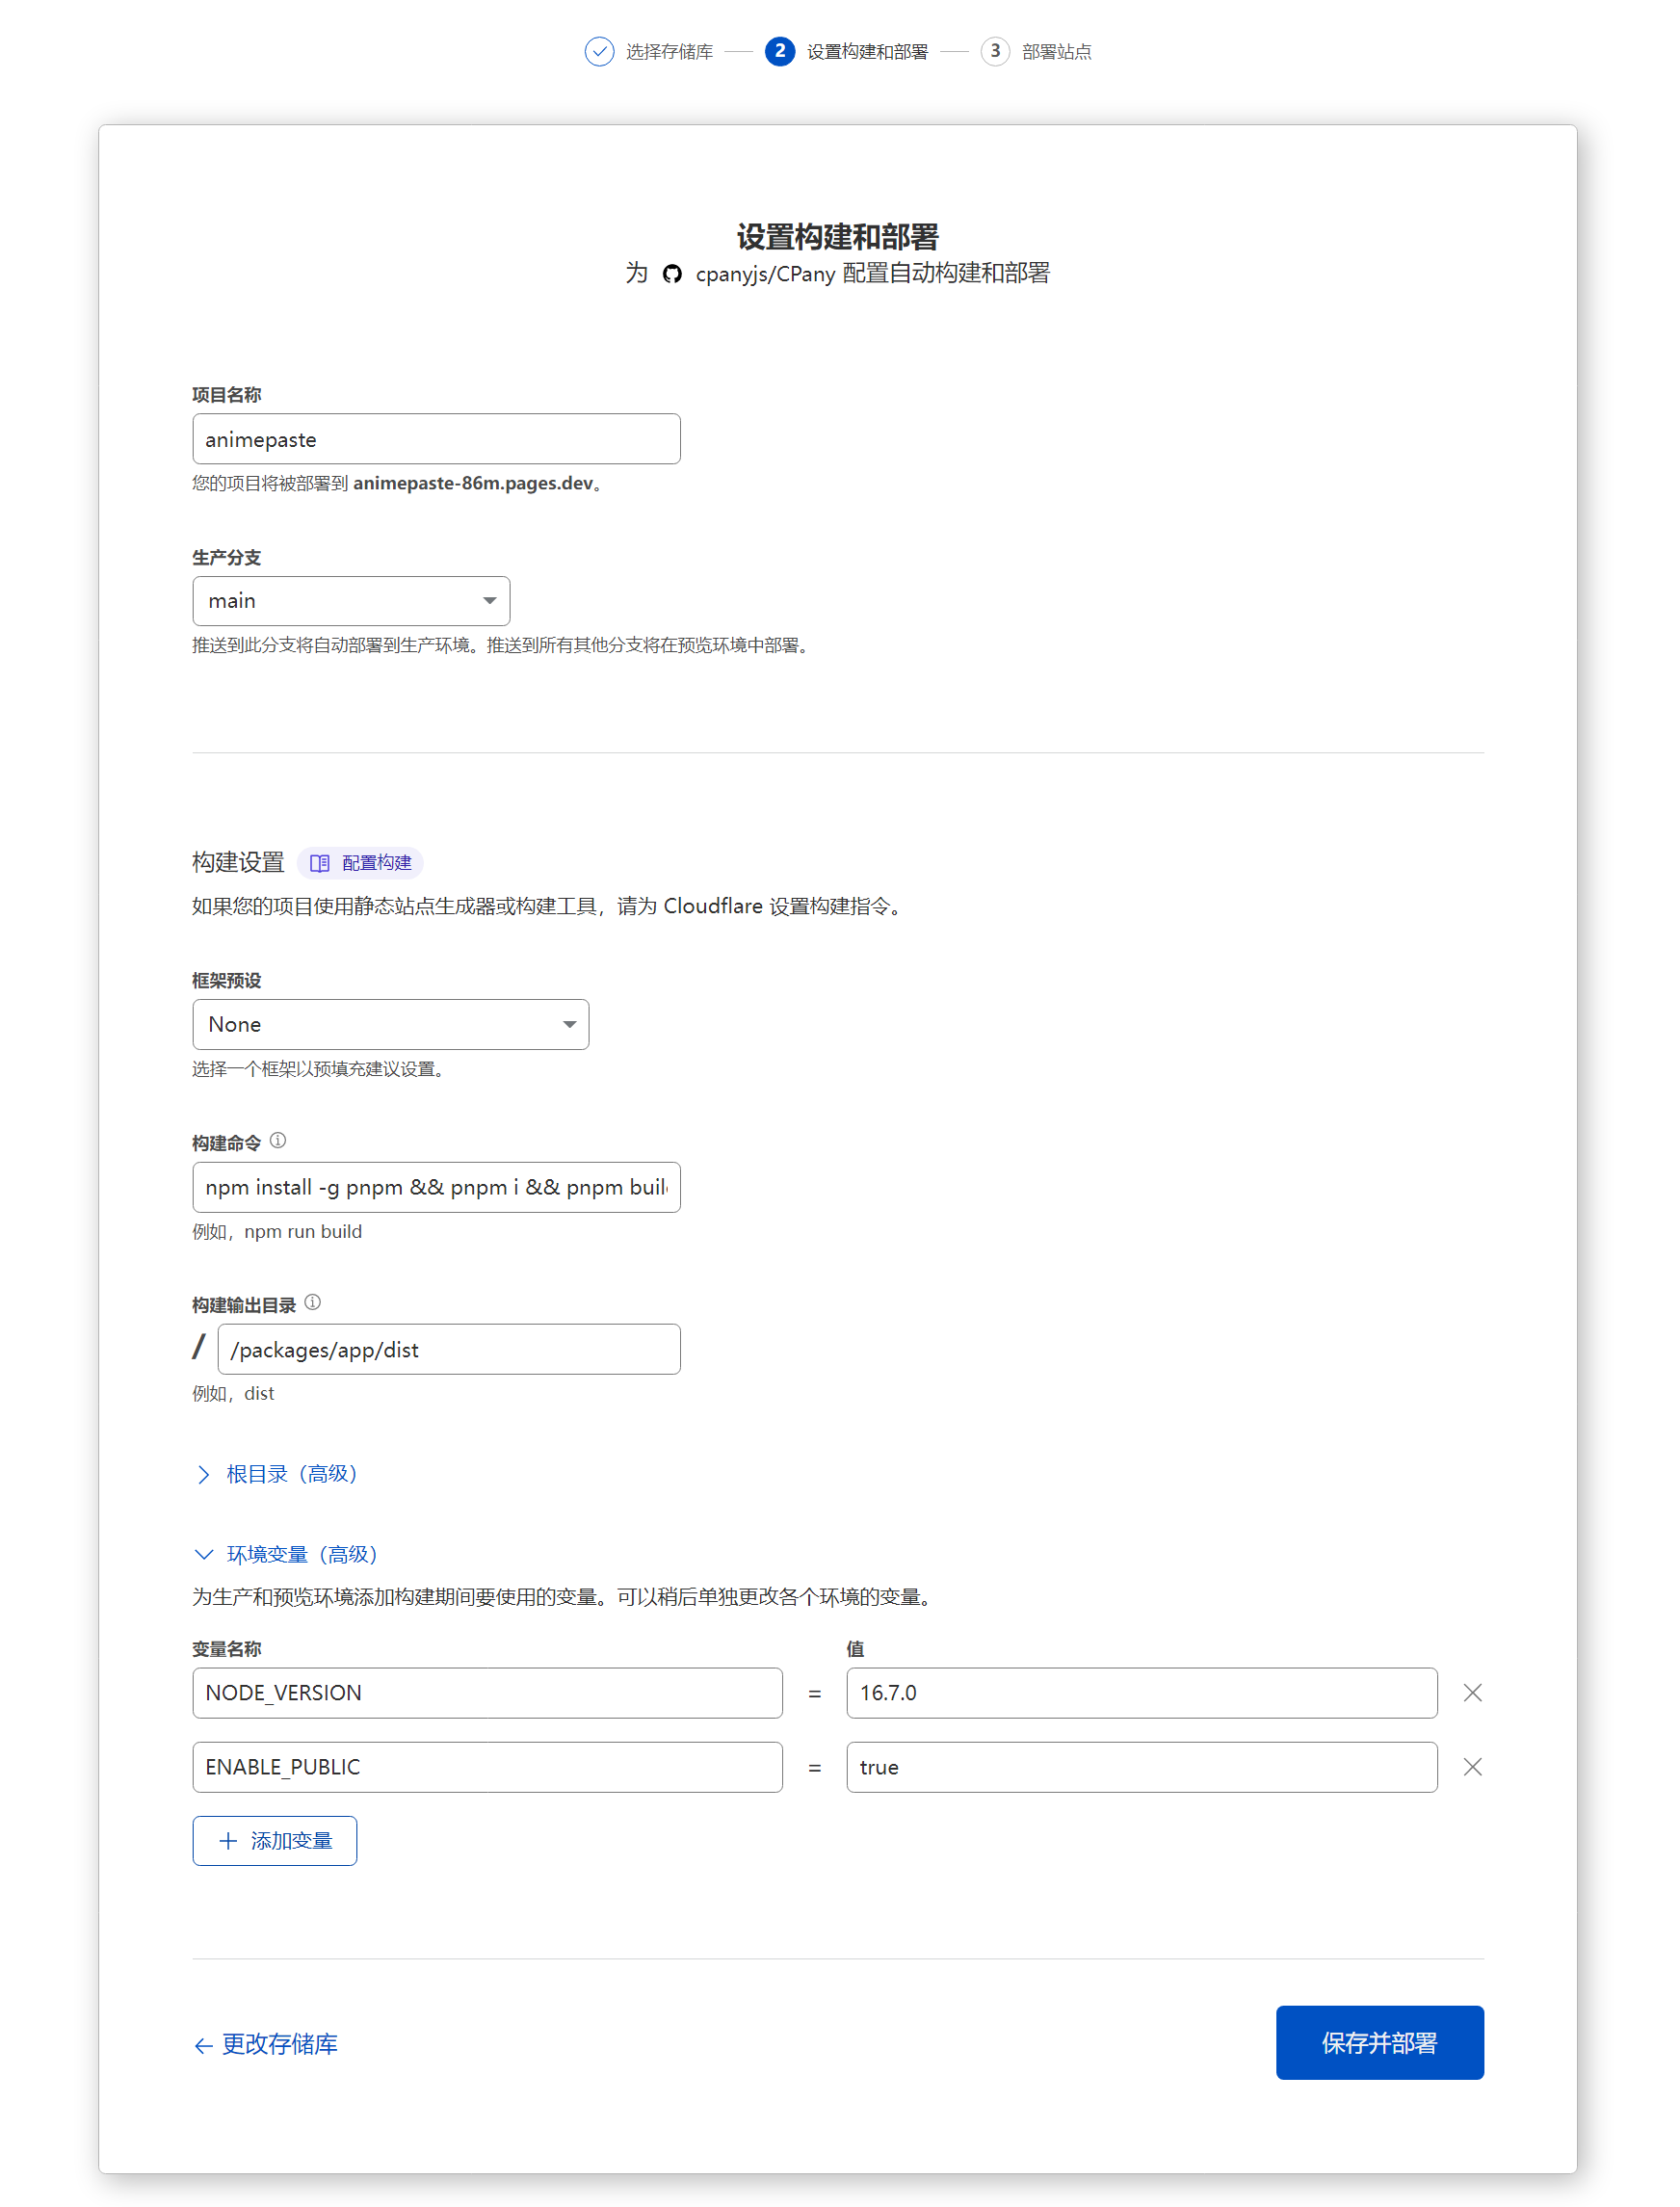 选择存储库 2 设置构建和部署 3 部署站点
设置构建和部署
为 cpanyjs/CPany 配置自动构建和部署
项目名称
animepaste
您的项目将被部署到 animepaste-86m.pages.dev。
生产分支
main
推送到此分支将自动部署到生产环境。推送到所有其他分支将在预览环境中部署。
构建设置 配置构建
如果您的项目使用静态站点生成器或构建工具，请为 Cloudflare 设置构建指令。
框架预设
None
选择一个框架以预填充建议设置。
构建命令
npm install -g pnpm && pnpm i && pnpm buil
例如，npm run build
构建输出目录
/ /packages/app/dist
例如，dist
根目录（高级）
环境变量（高级）
为生产和预览环境添加构建期间要使用的变量。可以稍后单独更改各个环境的变量。
变量名称 值
NODE_VERSION = 16.7.0
ENABLE_PUBLIC = true
添加变量
更改存储库 保存并部署